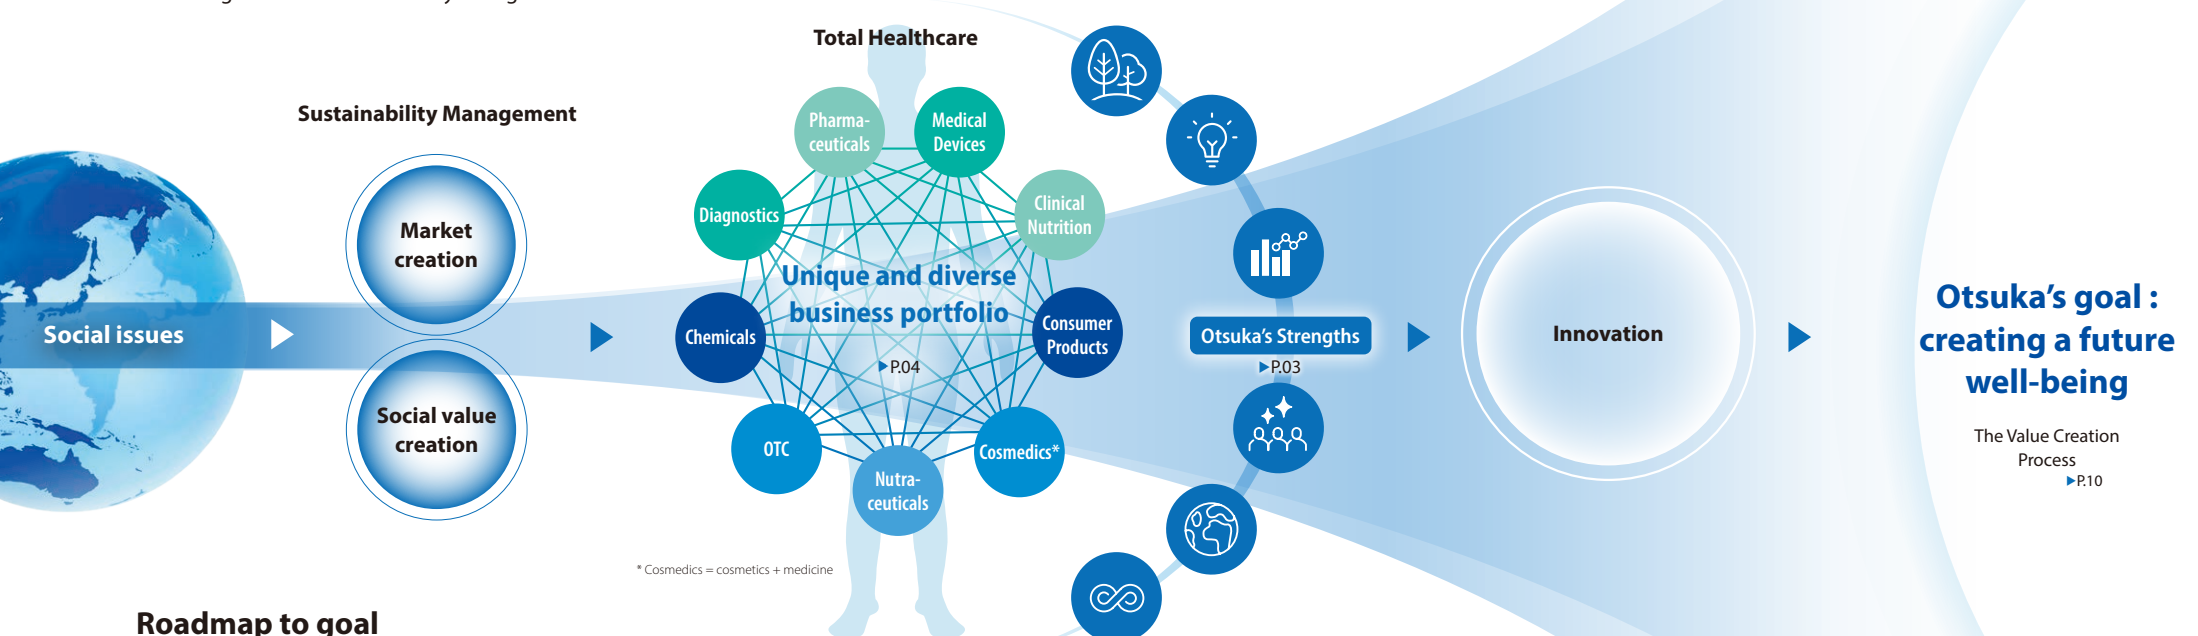 Total Healthcare
Sustainability Management
Pharma-
ceuticals
Medical
Devices
Diagnostics
Clinical
Nutrition
Market
creation
Unique and diverse
business portfolio
P.04
Social issues
Chemicals
Consumer
Products
Otsuka's Strengths
P.03
Innovation
Otsuka's goal :
creating a future
well-being
The Value Creation
Process
P.10
Social value
creation
OTC
Cosmedics*
Nutra-
ceuticals
* Cosmedics = cosmetics + medicine
Roadmap to goal